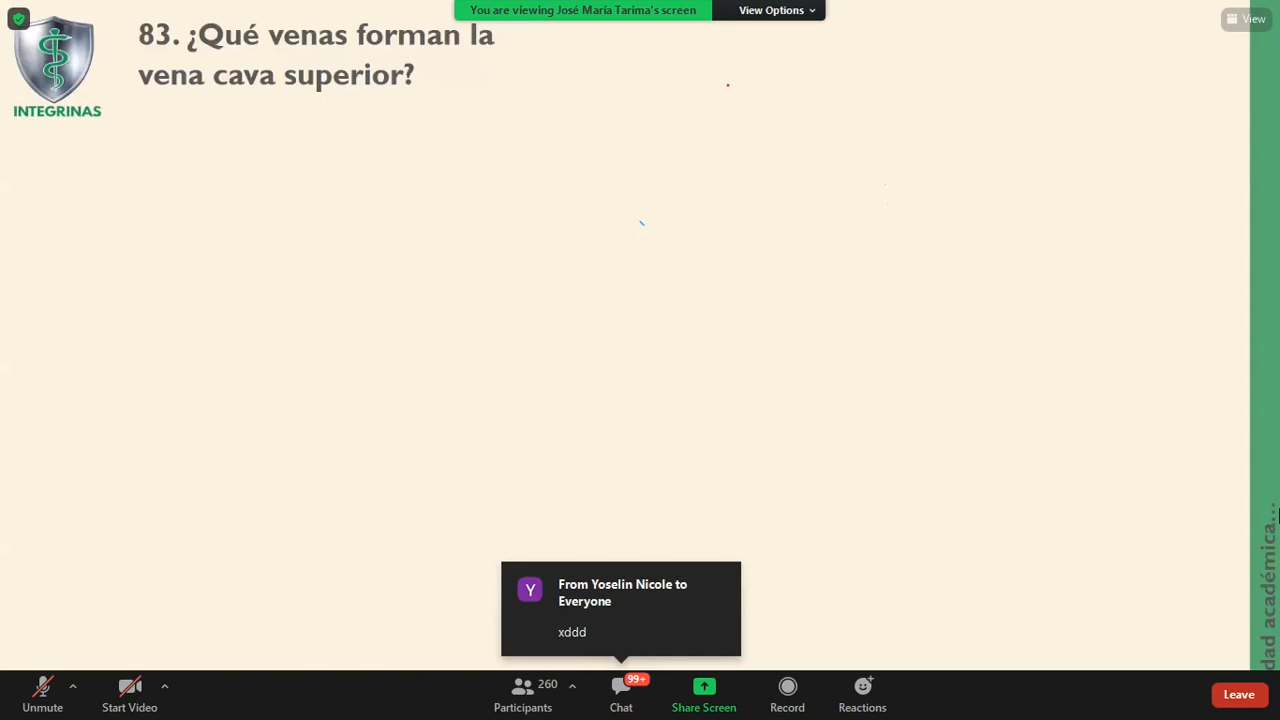 You are viewing José María Tarima's screen
View Options
View
83. ¿Qué venas forman la
vena cava superior?
INTEGRINAS
dad académica...
From Yoselin Nicole to
Everyone
Y
xddd
Unmute
Start Video
260
Participants
99+
Chat
Share Screen
Record
Reactions
Leave